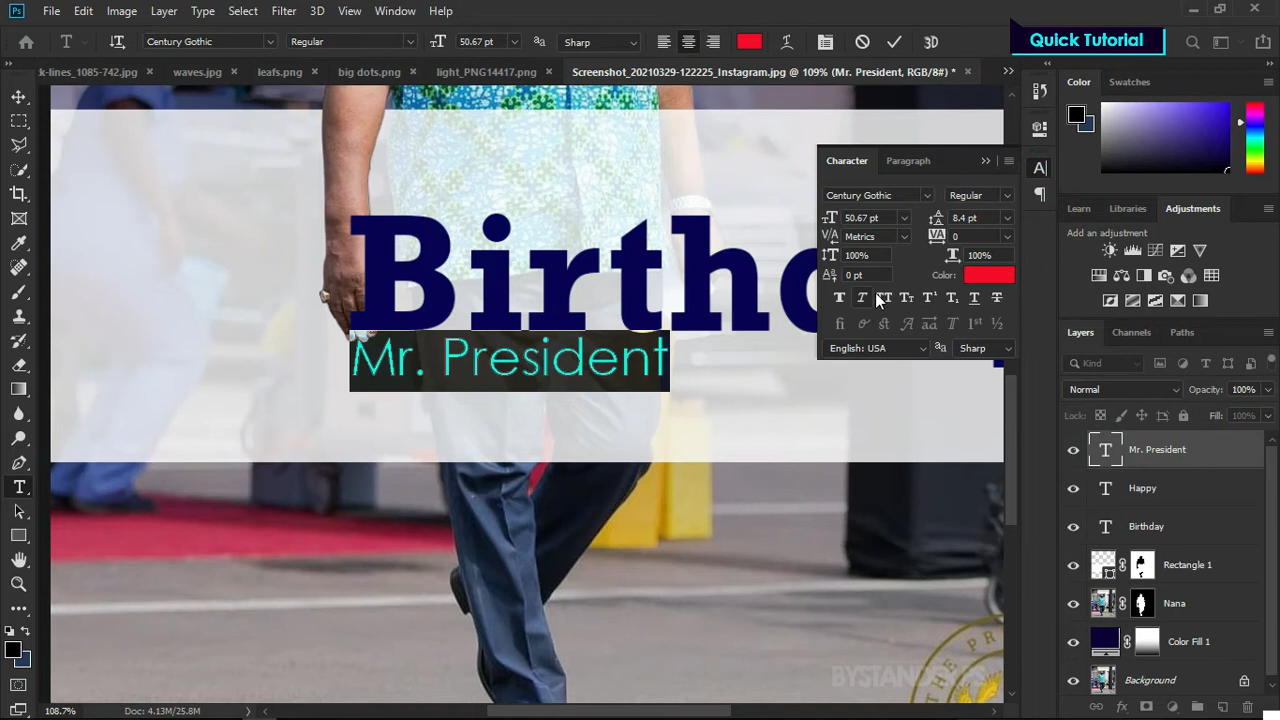 Ps File Edit Image Layer Type Select Filter 3D View Window Help
T Century Gothic Regular 50.67 pt Sharp 3D Quick Tutorial
k-lines_1085-742.jpg waves.jpg leafs.png big dots.png light_PNG14417.png Screenshot_20210329-122225_Instagram.jpg @ 109% (Mr. President, RGB/8#) *
Color Swatches
Character Paragraph
Century Gothic Regular
50.67 pt 8.4 pt
Metrics 0
100% 100%
0 pt Color:
English: USA Sharp
Learn Libraries Adjustments
Add an adjustment
Birth
Mr. President
Layers Channels Paths
Kind
Normal Opacity: 100%
Lock: Fill: 100%
Mr. President
Happy
Birthday
Rectangle 1
Nana
Color Fill 1
Background
THE PR
108.7% Doc: 4.13M/25.8M